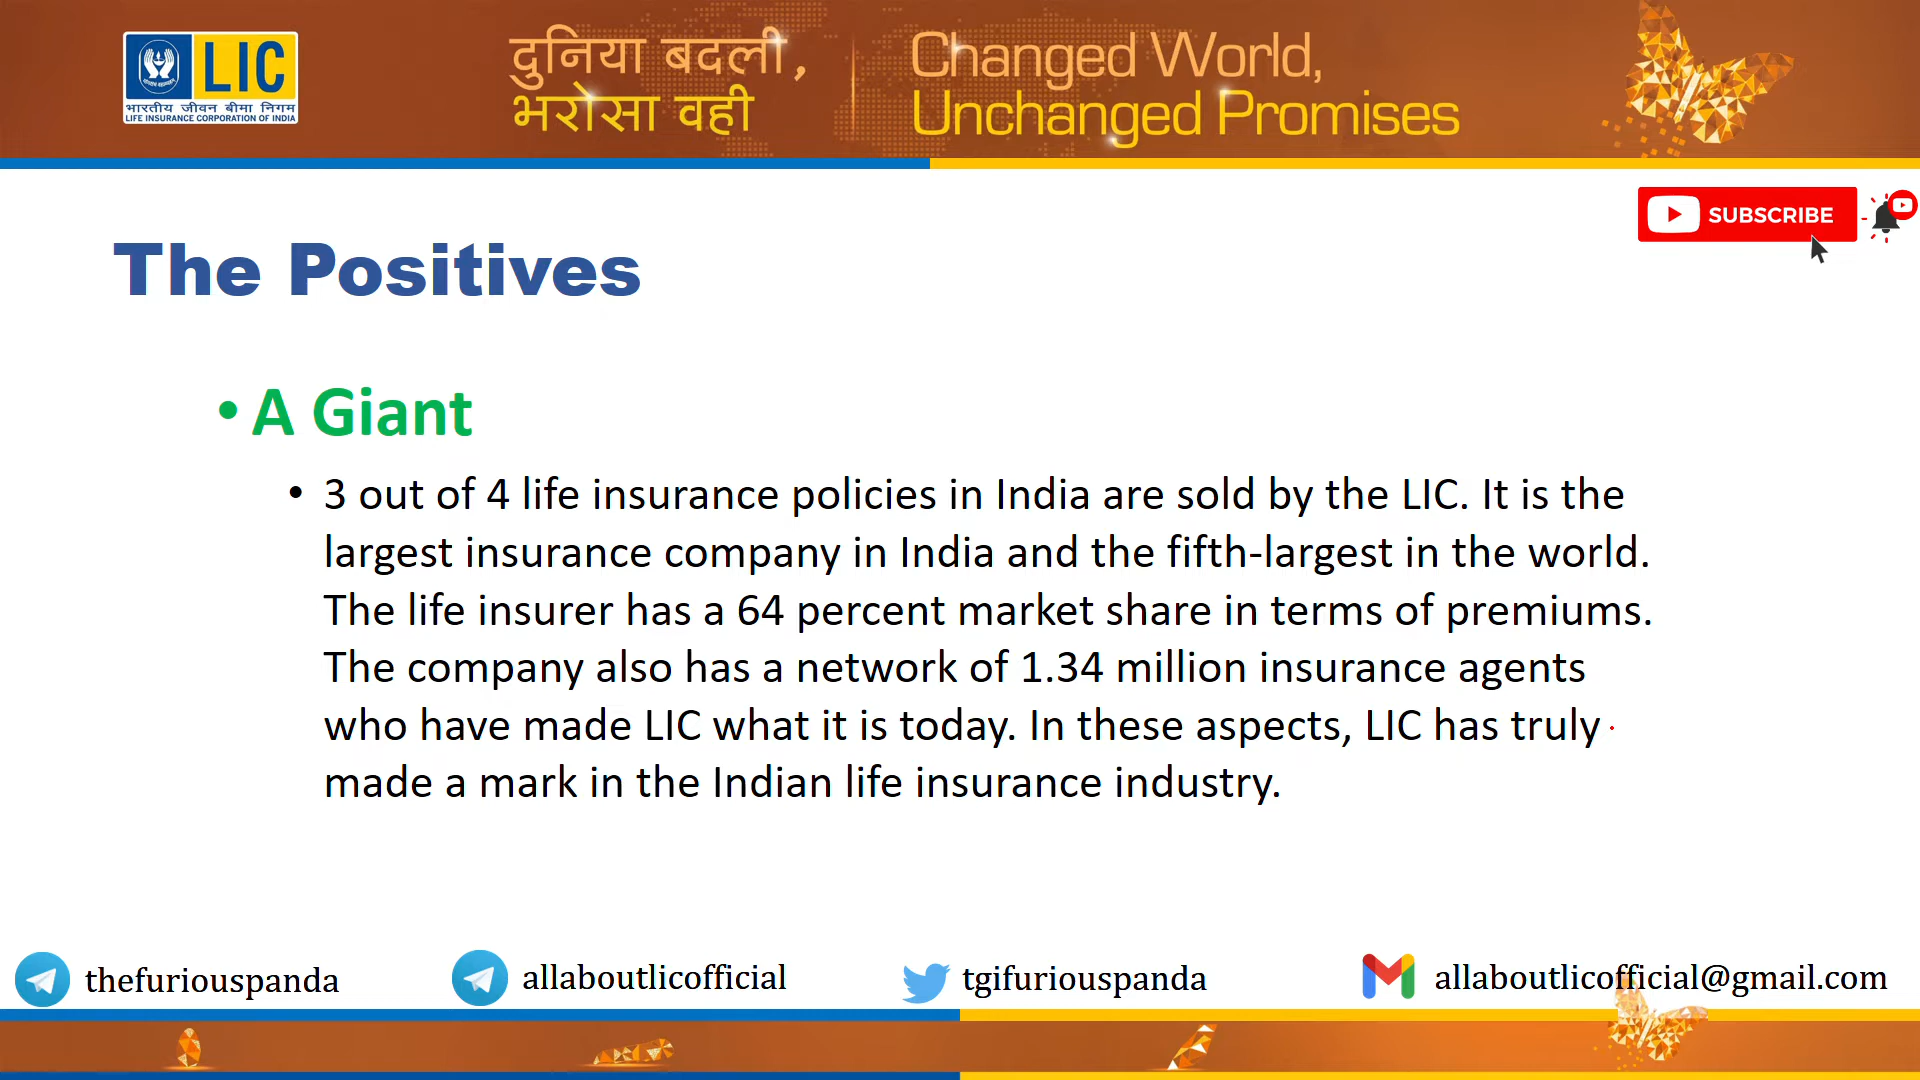 LIC
भारतीय जीवन बीमा निगम
LIFE INSURANCE CORPORATION OF INDIA
दुनिया बदली,
भरोसा वही
Changed World,
Unchanged Promises
SUBSCRIBE
The Positives
• A Giant
• 3 out of 4 life insurance policies in India are sold by the LIC. It is the
largest insurance company in India and the fifth-largest in the world.
The life insurer has a 64 percent market share in terms of premiums.
The company also has a network of 1.34 million insurance agents
who have made LIC what it is today. In these aspects, LIC has truly
made a mark in the Indian life insurance industry.
thefuriouspanda
allaboutlicofficial
tgifuriouspanda
allaboutlicofficial@gmail.com